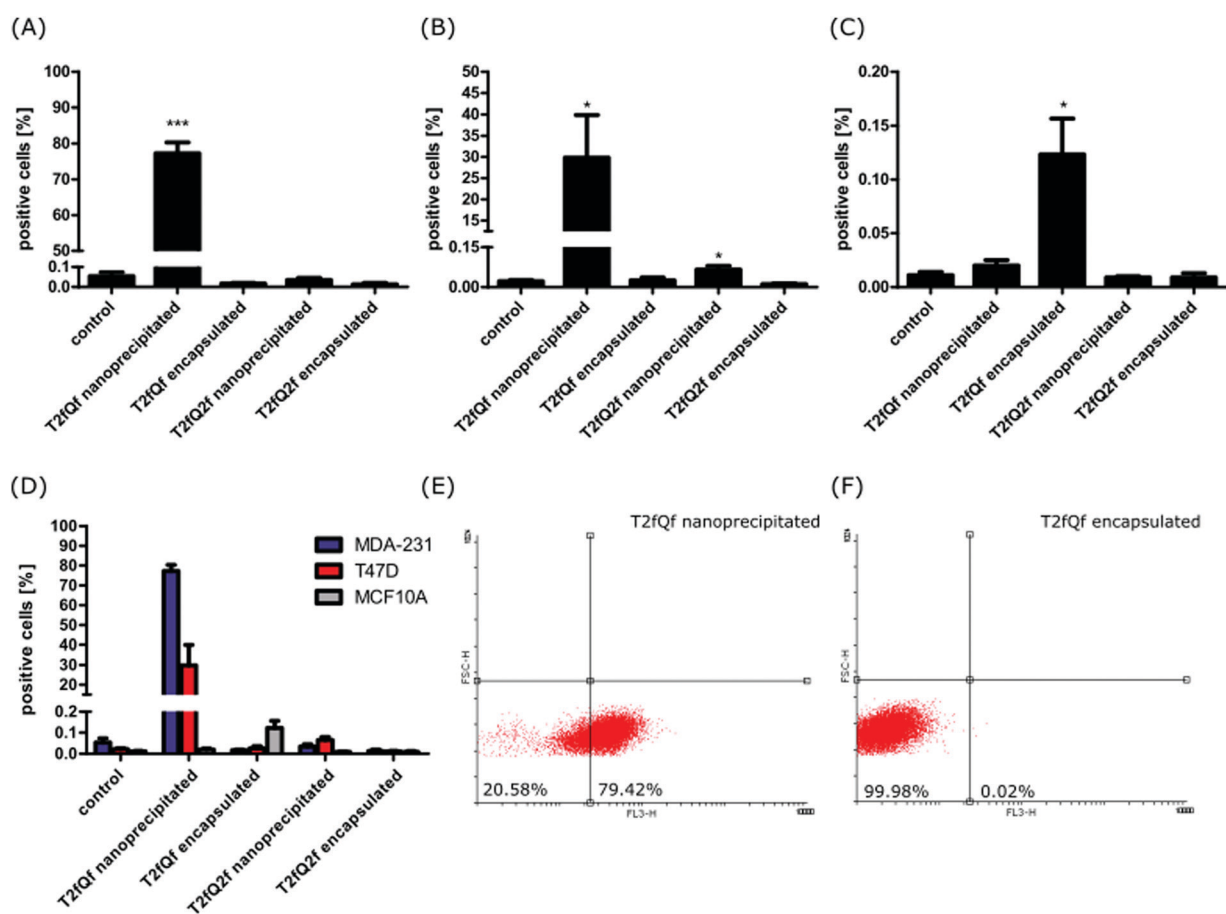 (A)
positive cells [%]
100
90
80
70
60
50
0.1
0.0
***
control
T2fQf nanoprecipitated
T2fQf encapsulated
T2fQ2f nanoprecipitated
T2fQ2f encapsulated
(B)
positive cells [%]
50
45
40
35
30
25
20
15
0.15
0.00
*
*
control
T2fQf nanoprecipitated
T2fQf encapsulated
T2fQ2f nanoprecipitated
T2fQ2f encapsulated
(C)
positive cells [%]
0.20
0.15
0.10
0.05
0.00
*
control
T2fQf nanoprecipitated
T2fQf encapsulated
T2fQ2f nanoprecipitated
T2fQ2f encapsulated
(D)
positive cells [%]
100
90
80
70
60
50
40
30
20
10
0.2
0.1
0.0
MDA-231
T47D
MCF10A
control
T2fQf nanoprecipitated
T2fQf encapsulated
T2fQ2f nanoprecipitated
T2fQ2f encapsulated
(E)
T2fQf nanoprecipitated
FSC-H
20.58%
79.42%
FL3-H
(F)
T2fQf encapsulated
FSC-H
99.98%
0.02%
FL3-H